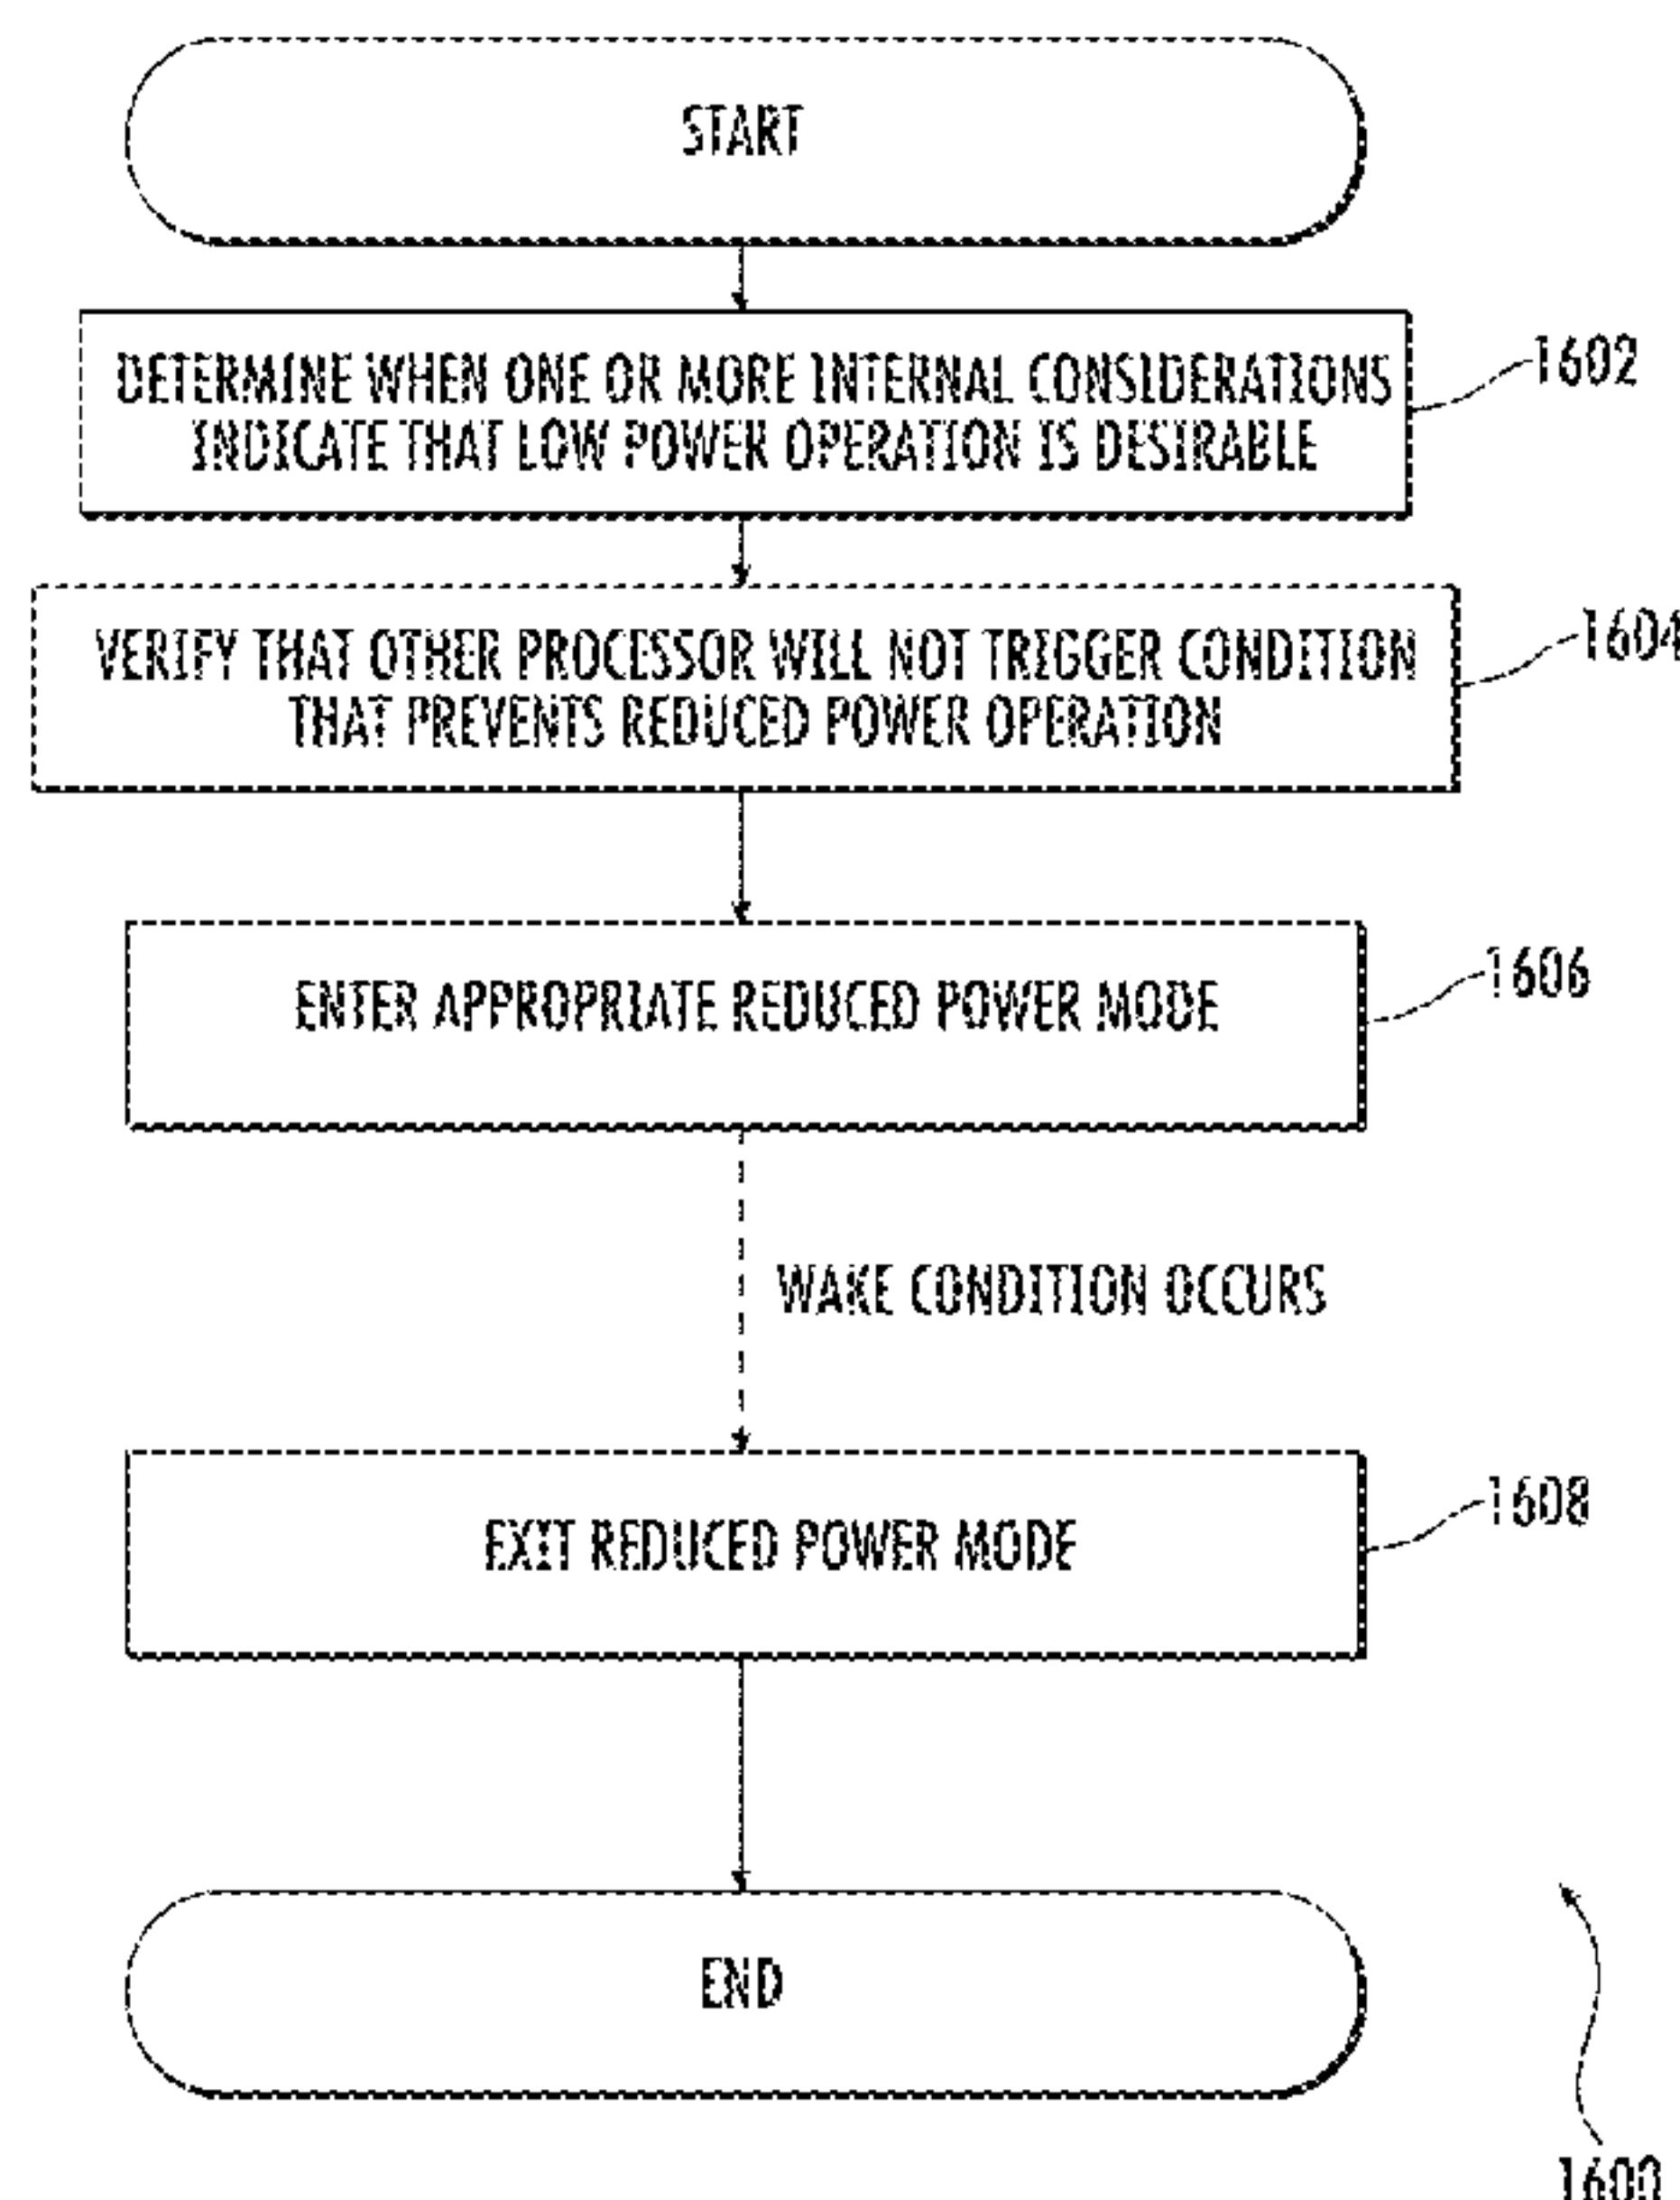 START
DETERMINE WHEN ONE OR MORE INTERNAL CONSIDERATIONS
INDICATE THAT LOW POWER OPERATION IS DESIRABLE
1602
VERIFY THAT OTHER PROCESSOR WILL NOT TRIGGER CONDITION
THAT PREVENTS REDUCED POWER OPERATION
1604
ENTER APPROPRIATE REDUCED POWER MODE
1606
WAKE CONDITION OCCURS
EXIT REDUCED POWER MODE
1608
END
1600